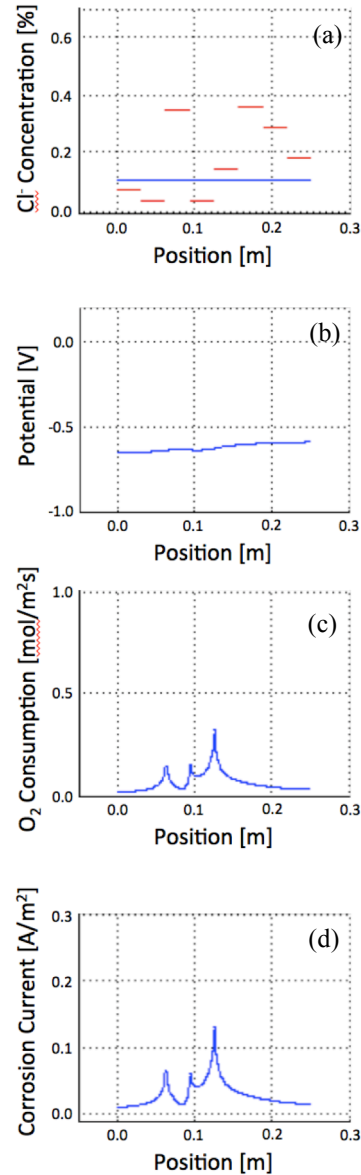 (a)
Cl⁻ Concentration [%]
0.6
0.4
0.2
0.0
0.0 0.1 0.2 0.3
Position [m]
(b)
Potential [V]
0.0
-0.5
-1.0
0.0 0.1 0.2 0.3
Position [m]
(c)
O₂ Consumption [mol/m²s]
1.0
0.5
0.0
0.0 0.1 0.2 0.3
Position [m]
(d)
Corrosion Current [A/m²]
0.3
0.2
0.1
0.0
0.0 0.1 0.2 0.3
Position [m]